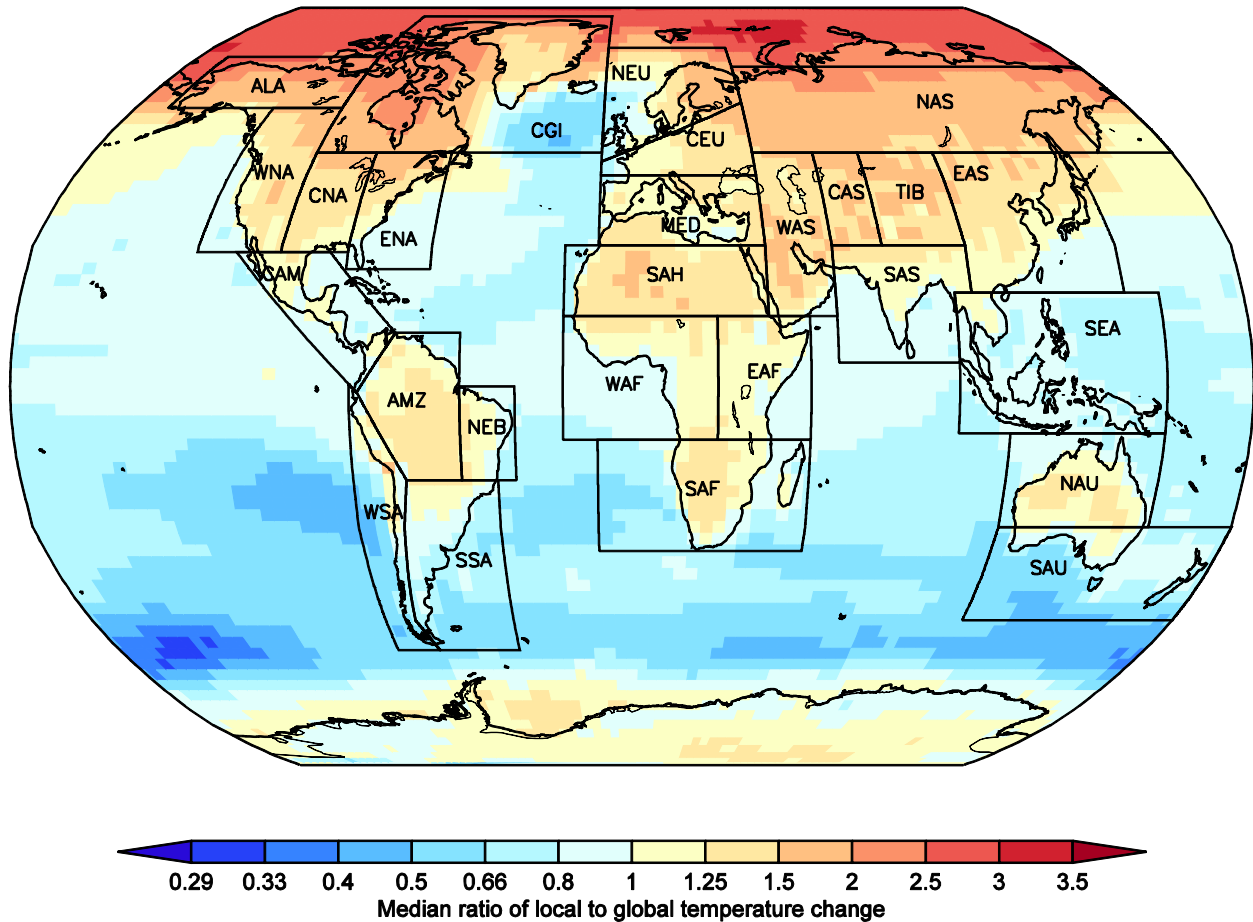 ALA
NEU
NAS
CGI
CEU
WNA
CNA
CAS
TIB
EAS
MED
WAS
ENA
CAM
SAH
SAS
SEA
WAF
EAF
AMZ
NEB
NAU
SAF
WSA
SSA
SAU
0.29 0.33 0.4 0.5 0.66 0.8 1 1.25 1.5 2 2.5 3 3.5
Median ratio of local to global temperature change